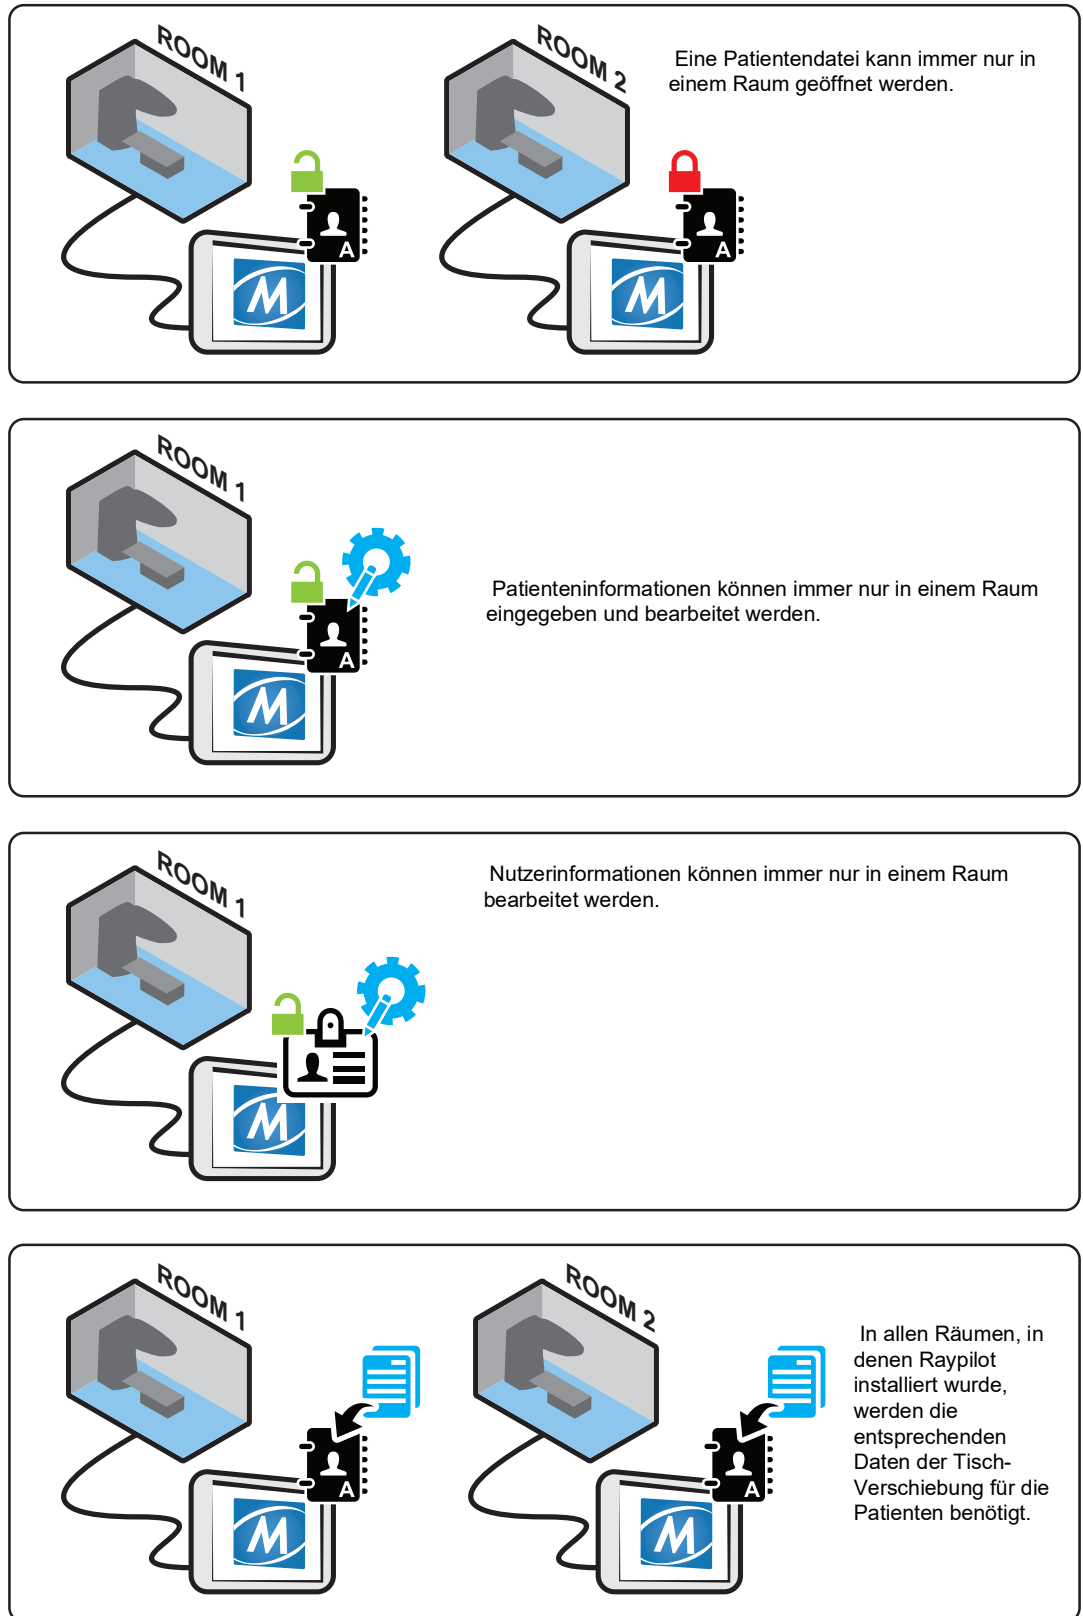 ROOM 1
ROOM 2
Eine Patientendatei kann immer nur in
einem Raum geöffnet werden.
A
A
M
M
ROOM 1
Patienteninformationen können immer nur in einem Raum
eingegeben und bearbeitet werden.
A
M
ROOM 1
Nutzerinformationen können immer nur in einem Raum
bearbeitet werden.
M
ROOM 1
ROOM 2
In allen Räumen, in
denen Raypilot
installiert wurde,
werden die
entsprechenden
Daten der Tisch-
Verschiebung für die
Patienten benötigt.
A
A
M
M